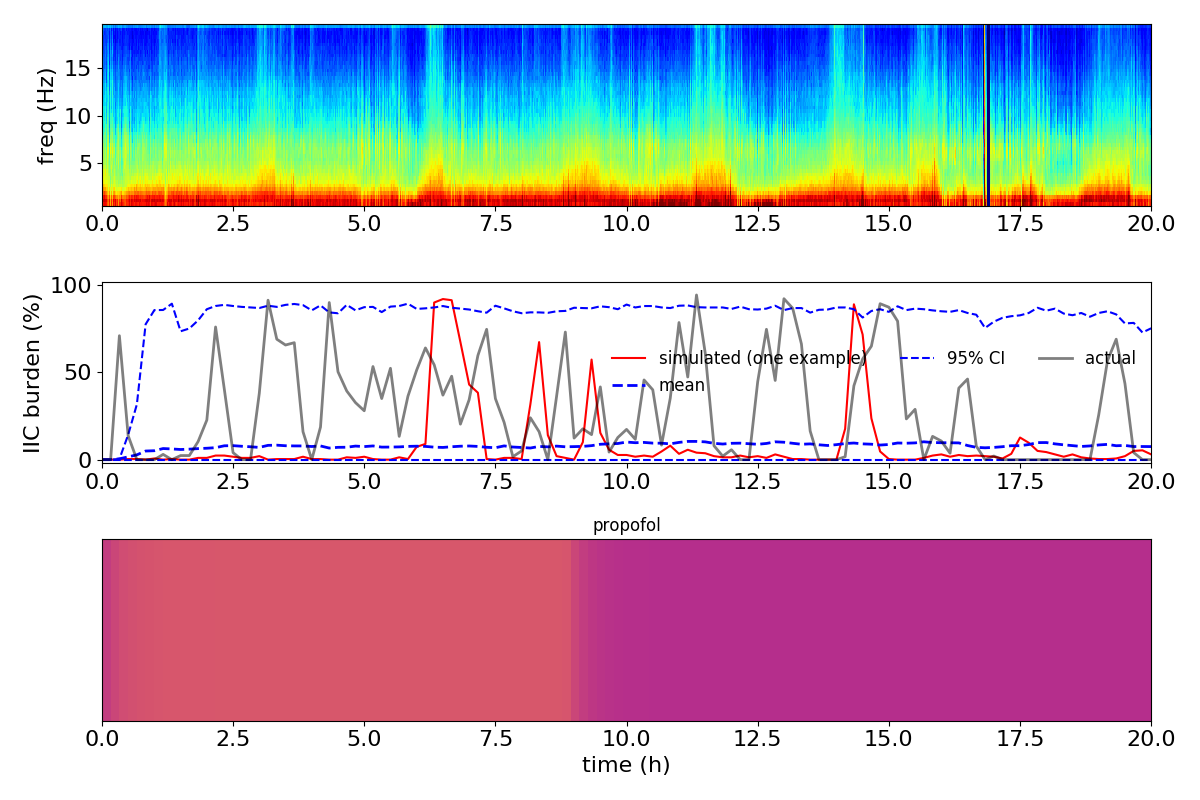 freq (Hz)
15
10
5
0.0 2.5 5.0 7.5 10.0 12.5 15.0 17.5 20.0
IIC burden (%)
100
50
0
simulated (one example) 95% CI actual
mean
0.0 2.5 5.0 7.5 10.0 12.5 15.0 17.5 20.0
propofol
0.0 2.5 5.0 7.5 10.0 12.5 15.0 17.5 20.0
time (h)